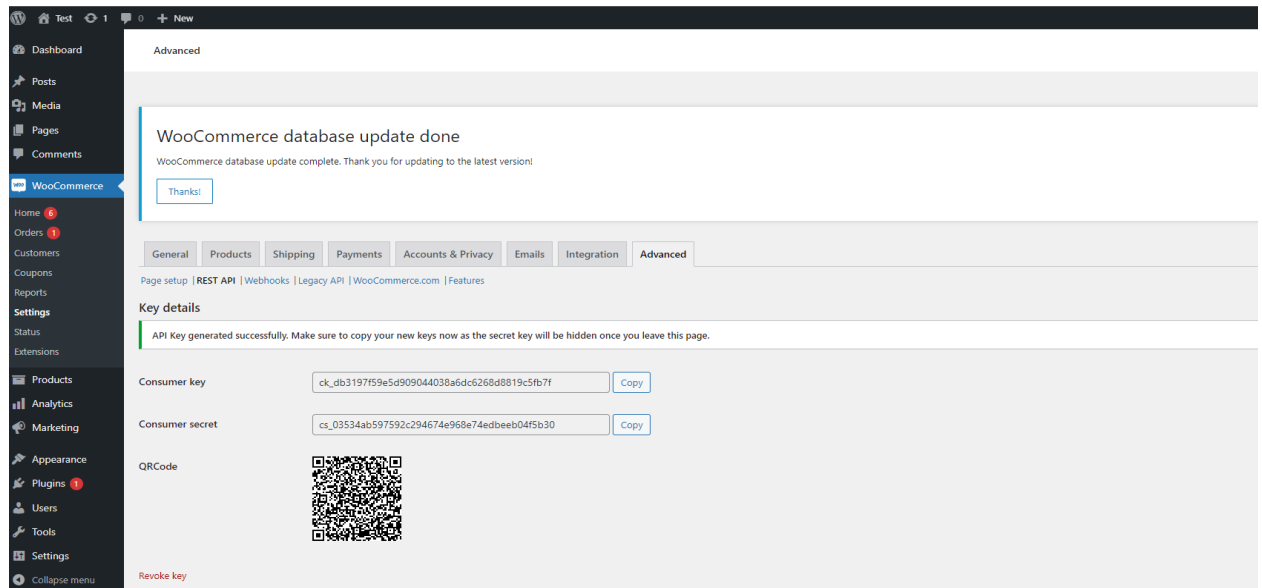 Test 1 0 + New
Dashboard
Posts
Media
Pages
Comments
WooCommerce
Home 6
Orders 1
Customers
Coupons
Reports
Settings
Status
Extensions
Products
Analytics
Marketing
Appearance
Plugins 1
Users
Tools
Settings
Collapse menu
Advanced
WooCommerce database update done
WooCommerce database update complete. Thank you for updating to the latest version!
Thanks!
General Products Shipping Payments Accounts & Privacy Emails Integration Advanced
Page setup | REST API | Webhooks | Legacy API | WooCommerce.com | Features
Key details
API Key generated successfully. Make sure to copy your new keys now as the secret key will be hidden once you leave this page.
Consumer key ck_db3197f59e5d909044038a6dc6268d8819c5fb7f Copy
Consumer secret cs_03534ab597592c294674e968e74edbeeb04f5b30 Copy
QRCode
Revoke key